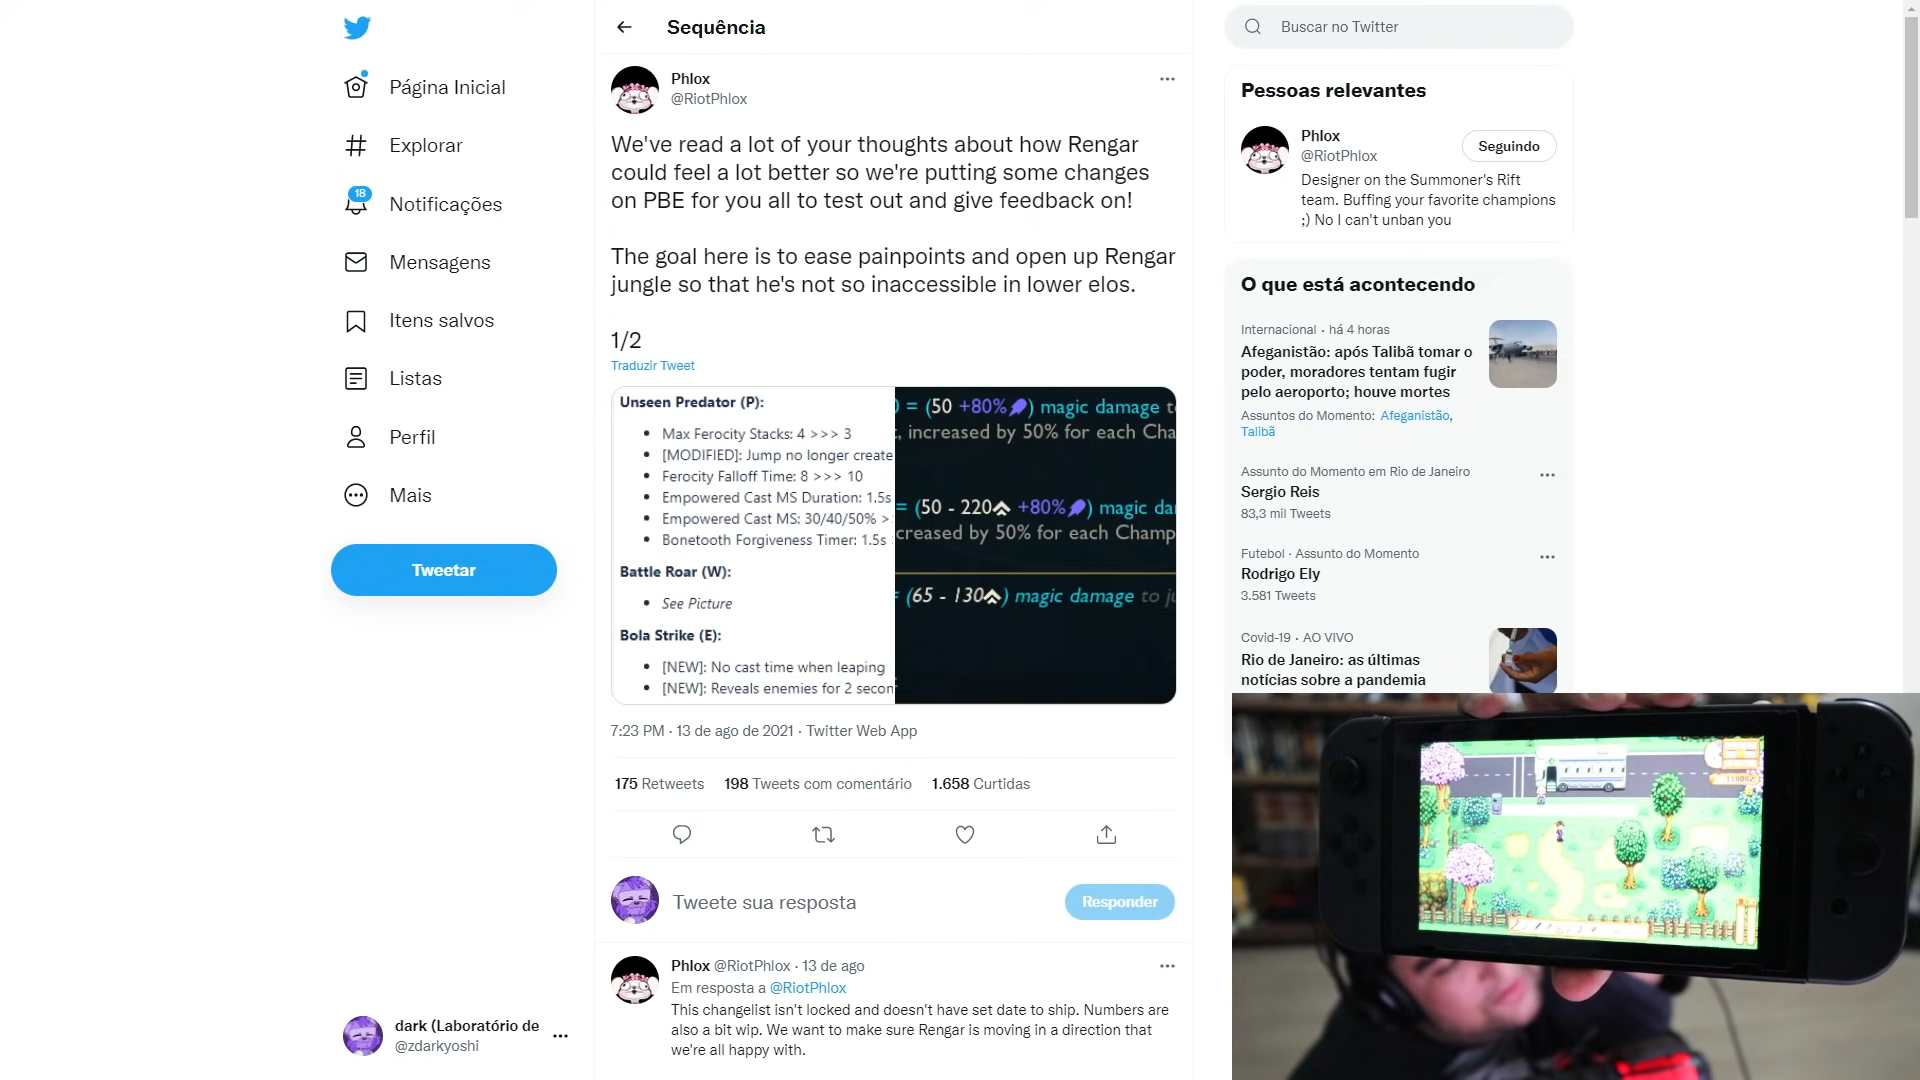 Página Inicial
Explorar
18
Notificações
Mensagens
Itens salvos
Listas
Perfil
Mais
Tweetar
dark (Laboratório de
@zdarkyoshi
Sequência
Phlox
@RiotPhlox
We've read a lot of your thoughts about how Rengar
could feel a lot better so we're putting some changes
on PBE for you all to test out and give feedback on!
The goal here is to ease painpoints and open up Rengar
jungle so that he's not so inaccessible in lower elos.
1/2
Traduzir Tweet
Unseen Predator (P):
Max Ferocity Stacks: 4 >>> 3
[MODIFIED]: Jump no longer create
Ferocity Falloff Time: 8 >>> 10
Empowered Cast MS Duration: 1.5s
Empowered Cast MS: 30/40/50% >
Bonetooth Forgiveness Timer: 1.5s
Battle Roar (W):
See Picture
Bola Strike (E):
[NEW]: No cast time when leaping
[NEW]: Reveals enemies for 2 secon
= (50 +80%) magic damage t
, increased by 50% for each Cha
= (50 - 220 +80%) magic da
creased by 50% for each Champ
(65 - 130) magic damage to ju
7:23 PM · 13 de ago de 2021 · Twitter Web App
175 Retweets 198 Tweets com comentário 1.658 Curtidas
Tweete sua resposta
Responder
Phlox @RiotPhlox · 13 de ago
Em resposta a @RiotPhlox
This changelist isn't locked and doesn't have set date to ship. Numbers are
also a bit wip. We want to make sure Rengar is moving in a direction that
we're all happy with.
Buscar no Twitter
Pessoas relevantes
Phlox
@RiotPhlox
Seguindo
Designer on the Summoner's Rift
team. Buffing your favorite champions
;) No I can't unban you
O que está acontecendo
Internacional · há 4 horas
Afeganistão: após Talibã tomar o
poder, moradores tentam fugir
pelo aeroporto; houve mortes
Assuntos do Momento: Afeganistão,
Talibã
Assunto do Momento em Rio de Janeiro
Sergio Reis
83,3 mil Tweets
Futebol · Assunto do Momento
Rodrigo Ely
3.581 Tweets
Covid-19 · AO VIVO
Rio de Janeiro: as últimas
notícias sobre a pandemia